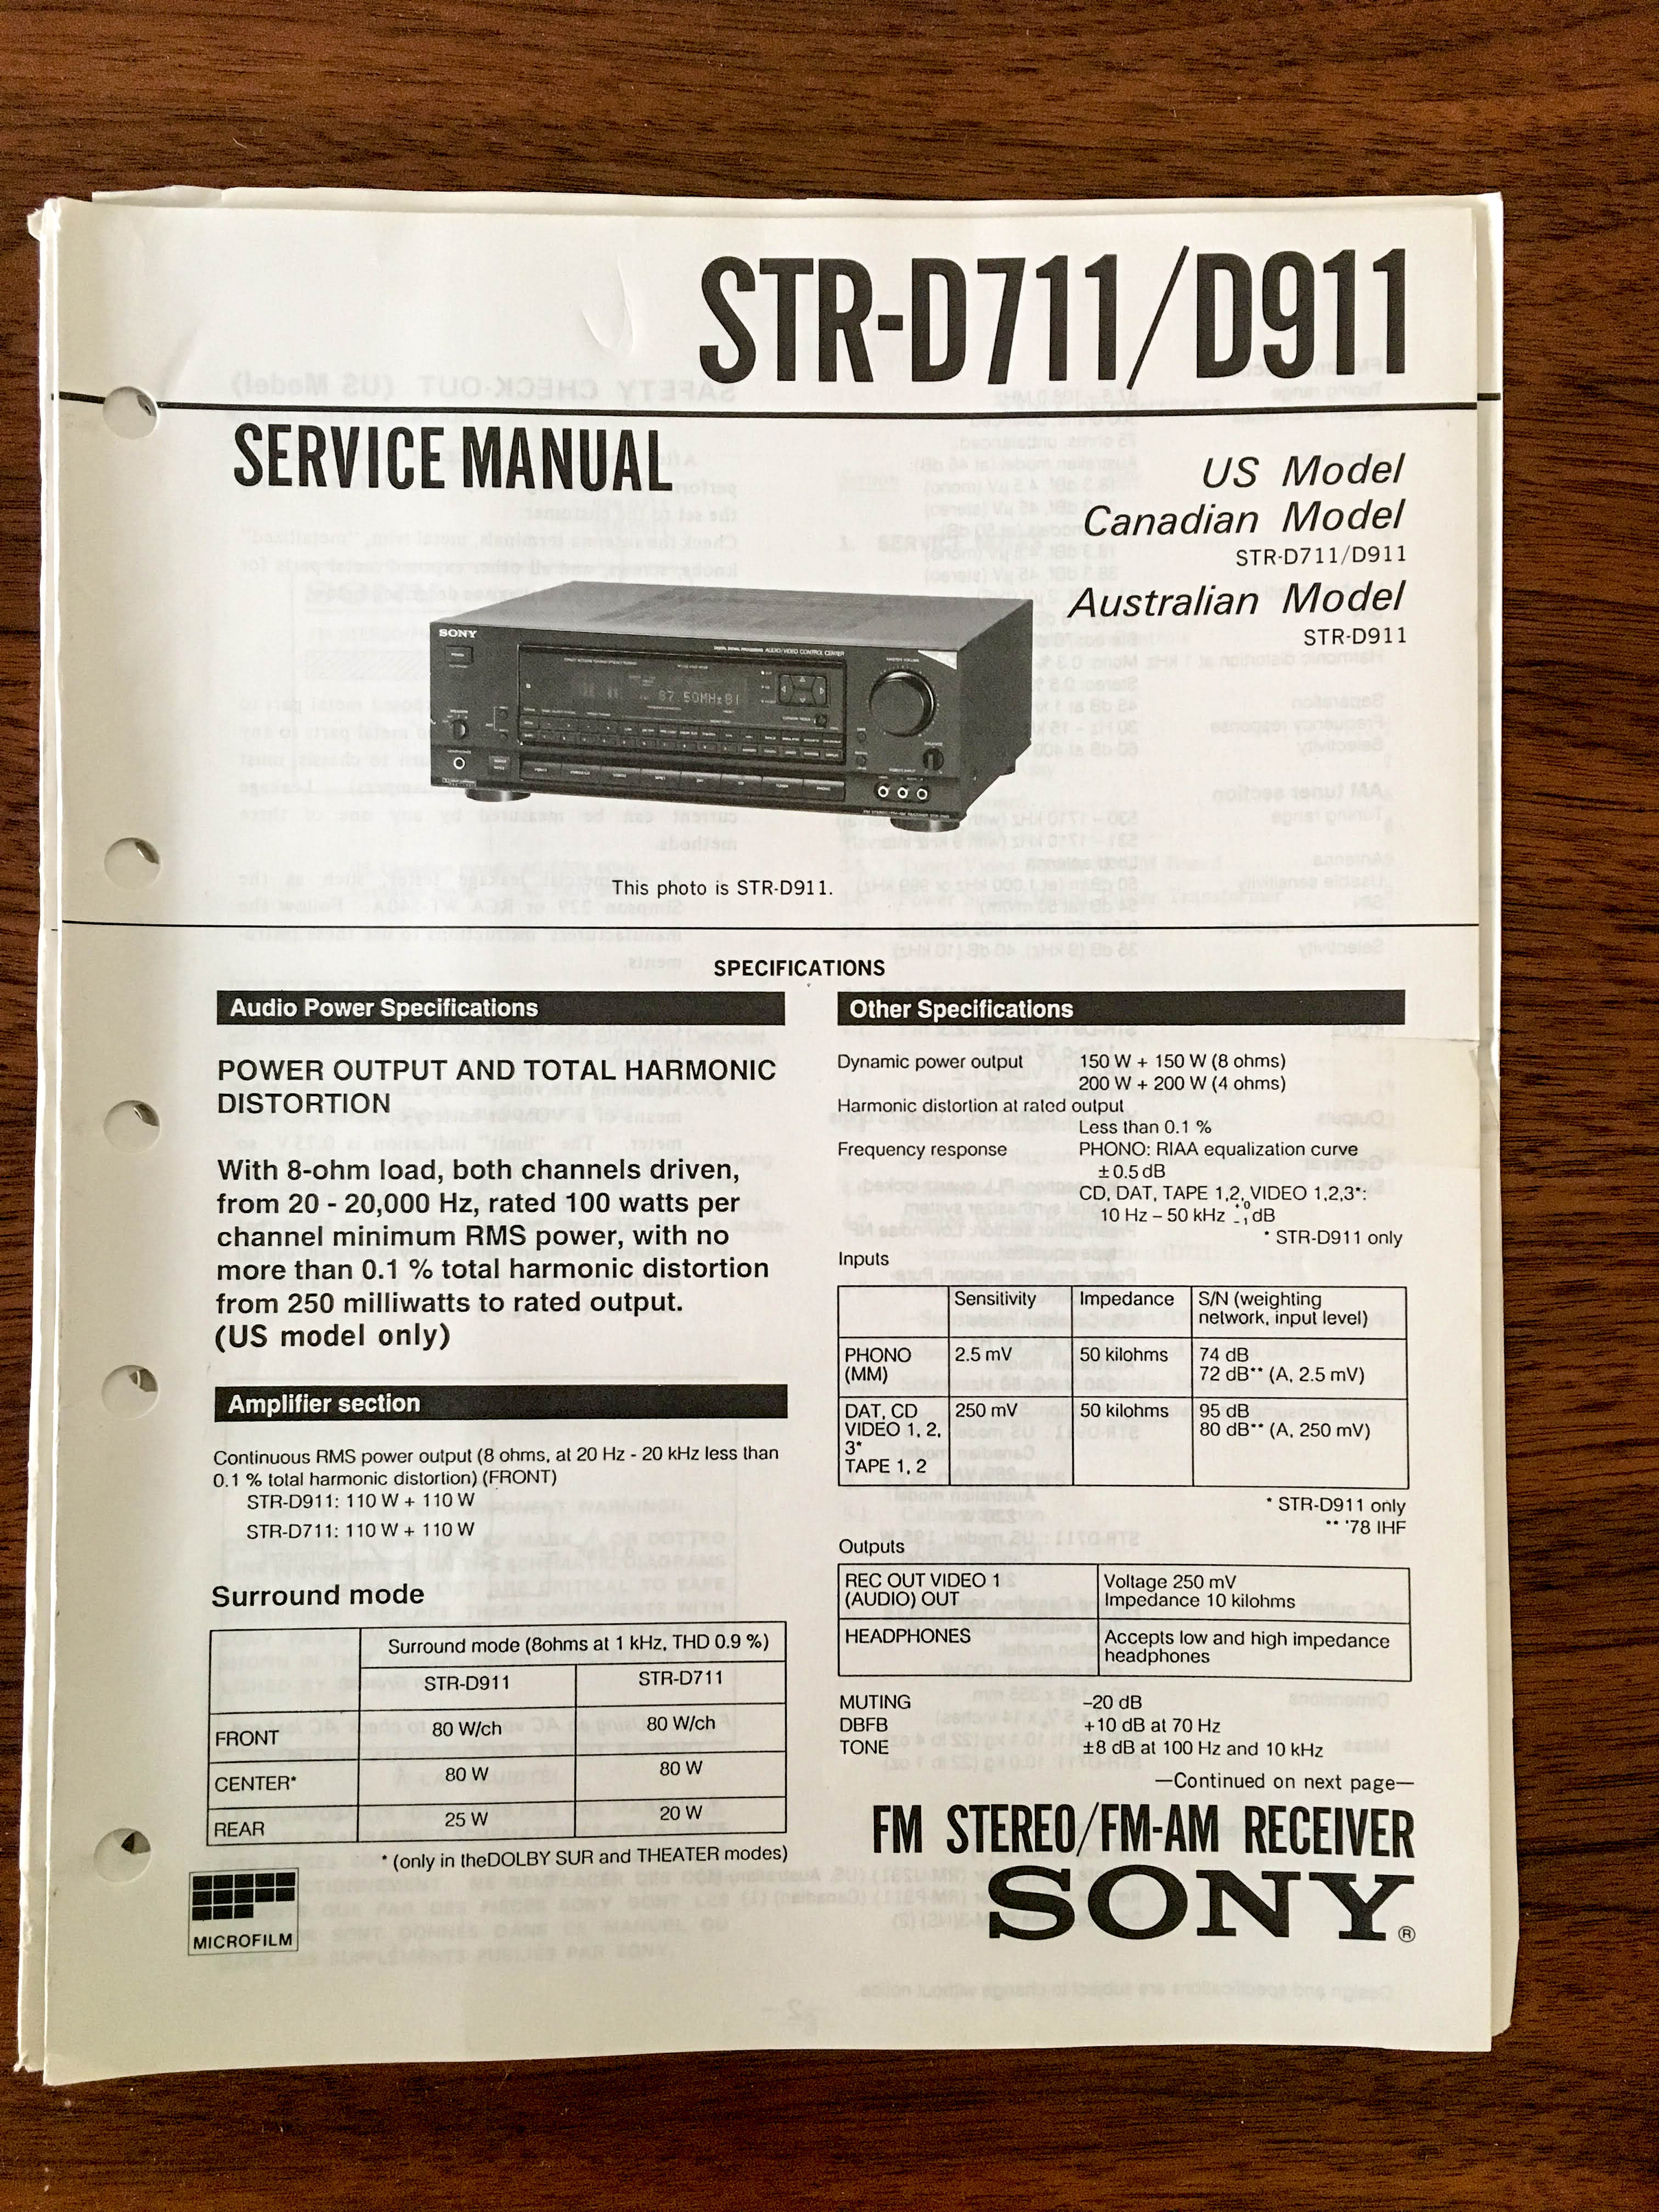 STR-D711/D911
SERVICE MANUAL
US Model
Canadian Model
STR-D711/D911
Australian Model
STR-D911
SONY
87.50MHz
This photo is STR-D911.
SPECIFICATIONS
Audio Power Specifications
POWER OUTPUT AND TOTAL HARMONIC
DISTORTION
With 8-ohm load, both channels driven,
from 20 - 20,000 Hz, rated 100 watts per
channel minimum RMS power, with no
more than 0.1 % total harmonic distortion
from 250 milliwatts to rated output.
(US model only)
Amplifier section
Continuous RMS power output (8 ohms, at 20 Hz - 20 kHz less than
0.1 % total harmonic distortion) (FRONT)
STR-D911: 110 W + 110 W
STR-D711: 110 W + 110 W
Surround mode
Surround mode (8ohms at 1 kHz, THD 0.9 %)
STR-D911 STR-D711
FRONT 80 W/ch 80 W/ch
CENTER* 80 W 80 W
REAR 25 W 20 W
* (only in theDOLBY SUR and THEATER modes)
MICROFILM
Other Specifications
Dynamic power output 150 W + 150 W (8 ohms)
200 W + 200 W (4 ohms)
Harmonic distortion at rated output
Less than 0.1 %
Frequency response PHONO: RIAA equalization curve
±0.5 dB
CD, DAT, TAPE 1,2, VIDEO 1,2,3*:
10 Hz – 50 kHz +0 -1 dB
* STR-D911 only
Inputs
Sensitivity Impedance S/N (weighting
network, input level)
PHONO 2.5 mV 50 kilohms 74 dB
(MM) 72 dB** (A, 2.5 mV)
DAT, CD 250 mV 50 kilohms 95 dB
VIDEO 1, 2, 80 dB** (A, 250 mV)
3*
TAPE 1, 2
* STR-D911 only
** '78 IHF
Outputs
REC OUT VIDEO 1 Voltage 250 mV
(AUDIO) OUT Impedance 10 kilohms
HEADPHONES Accepts low and high impedance
headphones
MUTING –20 dB
DBFB +10 dB at 70 Hz
TONE ±8 dB at 100 Hz and 10 kHz
—Continued on next page—
FM STEREO/FM-AM RECEIVER
SONY®